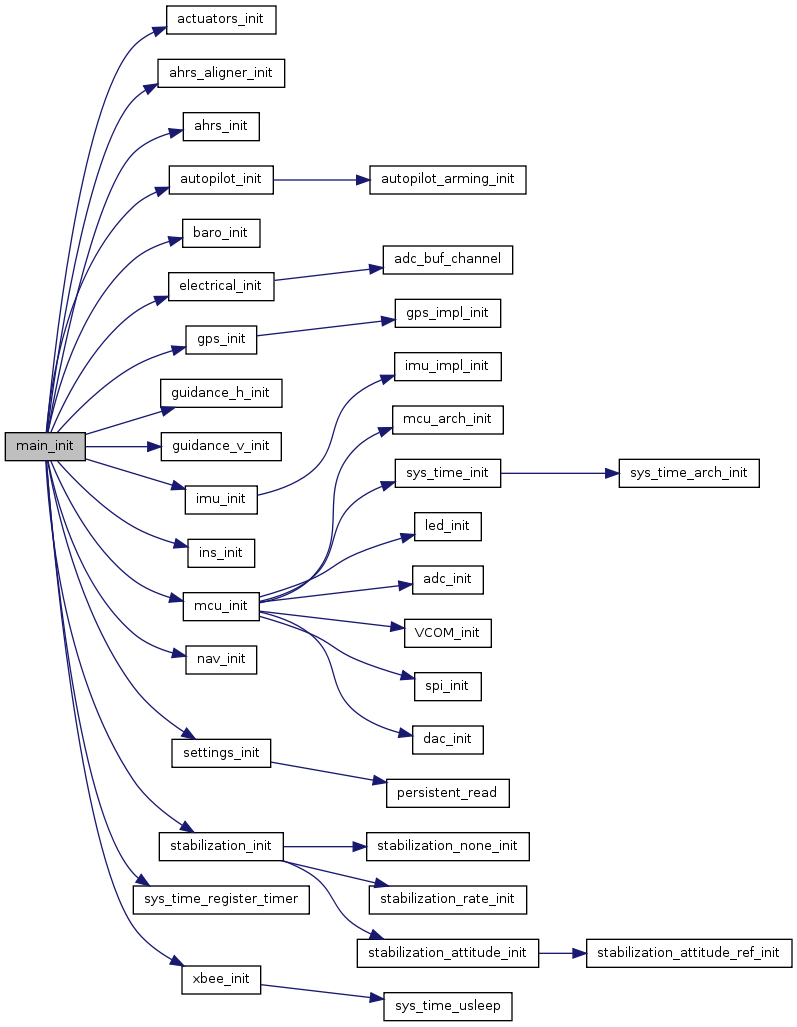 actuators_init
ahrs_aligner_init
ahrs_init
autopilot_init
autopilot_arming_init
baro_init
adc_buf_channel
electrical_init
gps_impl_init
gps_init
imu_impl_init
guidance_h_init
mcu_arch_init
main_init
guidance_v_init
sys_time_init
sys_time_arch_init
imu_init
led_init
ins_init
adc_init
mcu_init
VCOM_init
nav_init
spi_init
dac_init
settings_init
persistent_read
stabilization_init
stabilization_none_init
sys_time_register_timer
stabilization_rate_init
stabilization_attitude_init
stabilization_attitude_ref_init
xbee_init
sys_time_usleep